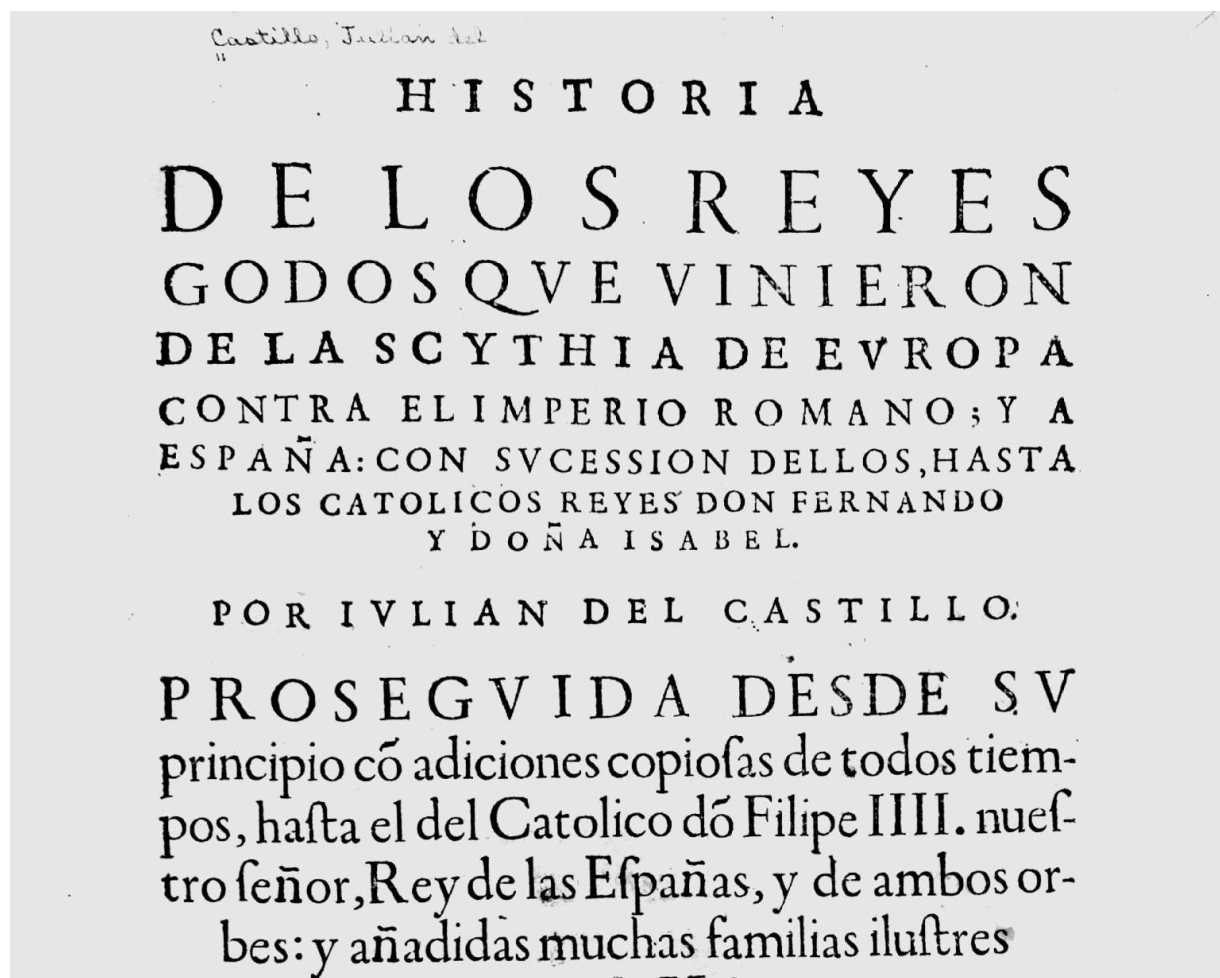 Castillo, Julian del
HISTORIA
DE LOS REYES
GODOS QVE VINIERON
DE LA SCYTHIA DE EVROPA
CONTRA EL IMPERIO ROMANO; Y A
ESPAÑA: CON SVCESSION DELLOS, HASTA
LOS CATOLICOS REYES DON FERNANDO
Y DOÑA ISABEL.
POR IVLIAN DEL CASTILLO.
PROSEGVIDA DESDE SV
principio cõ adiciones copioſas de todos tiem-
pos, haſta el del Catolico dõ Filipe IIII. nueſ-
tro ſeñor, Rey de las Eſpañas, y de ambos or-
bes: y añadidas muchas familias iluſtres